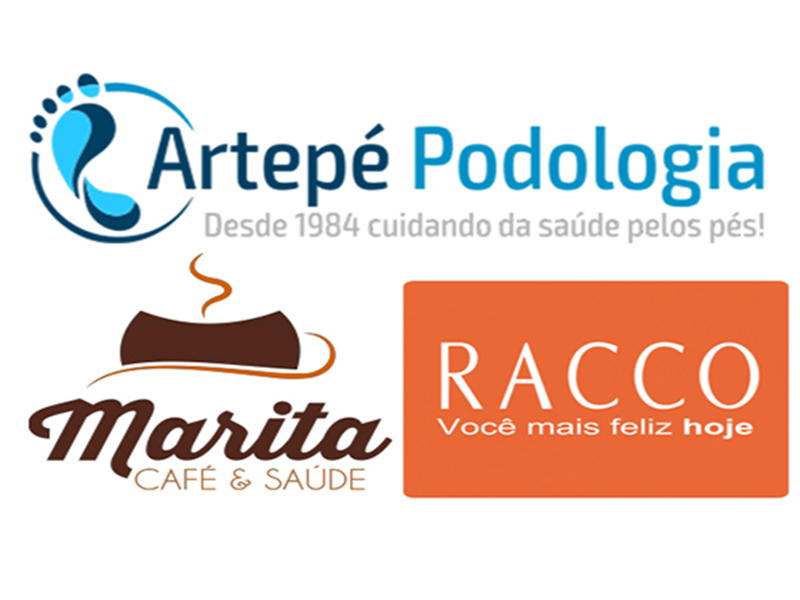 Artepé Podologia
Desde 1984 cuidando da saúde pelos pés!
Marita
CAFÉ & SAÚDE
RACCO
Você mais feliz hoje